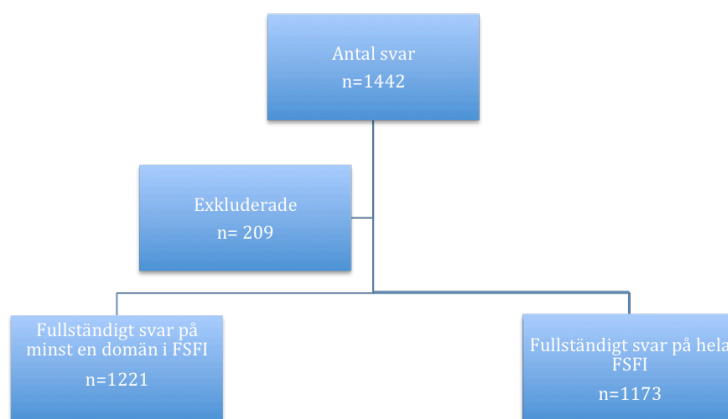 Antal svar
n=1442
Exkluderade
n= 209
Fullständigt svar på
minst en domän i FSFI
n=1221
Fullständigt svar på hela
FSFI
n=1173